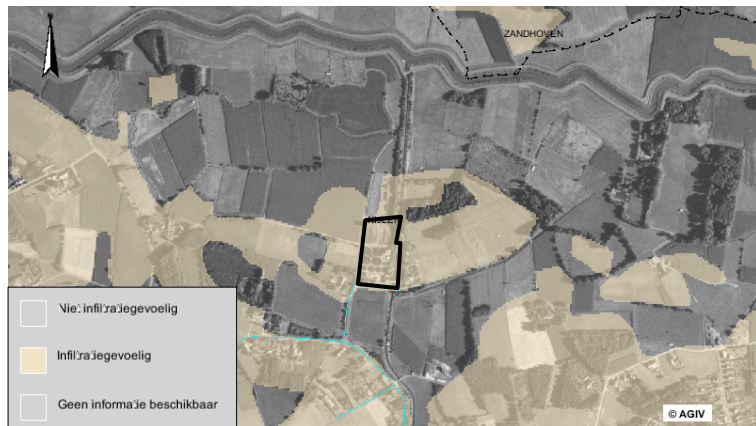 ZANDHOVEN
Niet infiltratiegevoelig
Infiltratiegevoelig
Geen informatie beschikbaar
© AGIV